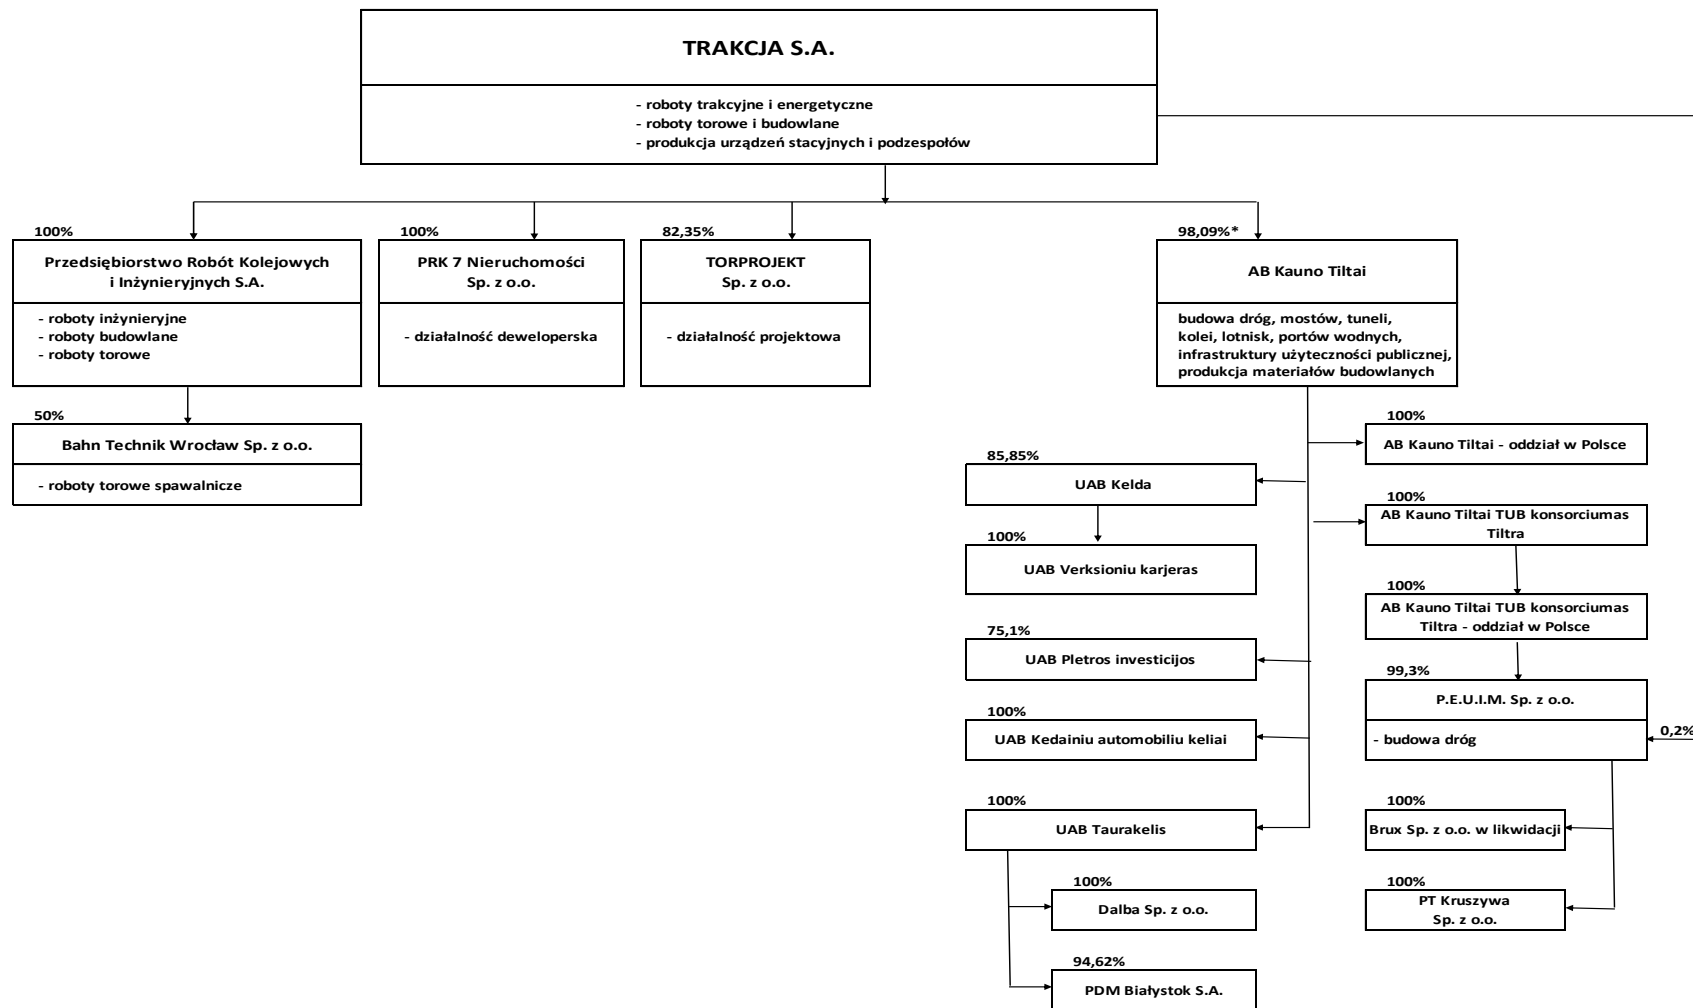 TRAKCJA S.A.
- roboty trakcyjne i energetyczne
- roboty torowe i budowlane
- produkcja urządzeń stacyjnych i podzespołów
100%
Przedsiębiorstwo Robót Kolejowych
i Inżynieryjnych S.A.
- roboty inżynieryjne
- roboty budowlane
- roboty torowe
50%
Bahn Technik Wrocław Sp. z o.o.
- roboty torowe spawalnicze
100%
PRK 7 Nieruchomości
Sp. z o.o.
- działalność deweloperska
82,35%
TORPROJEKT
Sp. z o.o.
- działalność projektowa
98,09%*
AB Kauno Tiltai
budowa dróg, mostów, tuneli,
kolei, lotnisk, portów wodnych,
infrastruktury użyteczności publicznej,
produkcja materiałów budowlanych
85,85%
UAB Kelda
100%
UAB Verksioniu karjeras
75,1%
UAB Pletros investicijos
100%
UAB Kedainiu automobiliu keliai
100%
UAB Taurakelis
100%
Dalba Sp. z o.o.
94,62%
PDM Białystok S.A.
100%
AB Kauno Tiltai - oddział w Polsce
100%
AB Kauno Tiltai TUB konsorciumas
Tiltra
100%
AB Kauno Tiltai TUB konsorciumas
Tiltra - oddział w Polsce
99,3%
P.E.U.I.M. Sp. z o.o.
- budowa dróg
0,2%
100%
Brux Sp. z o.o. w likwidacji
100%
PT Kruszywa
Sp. z o.o.